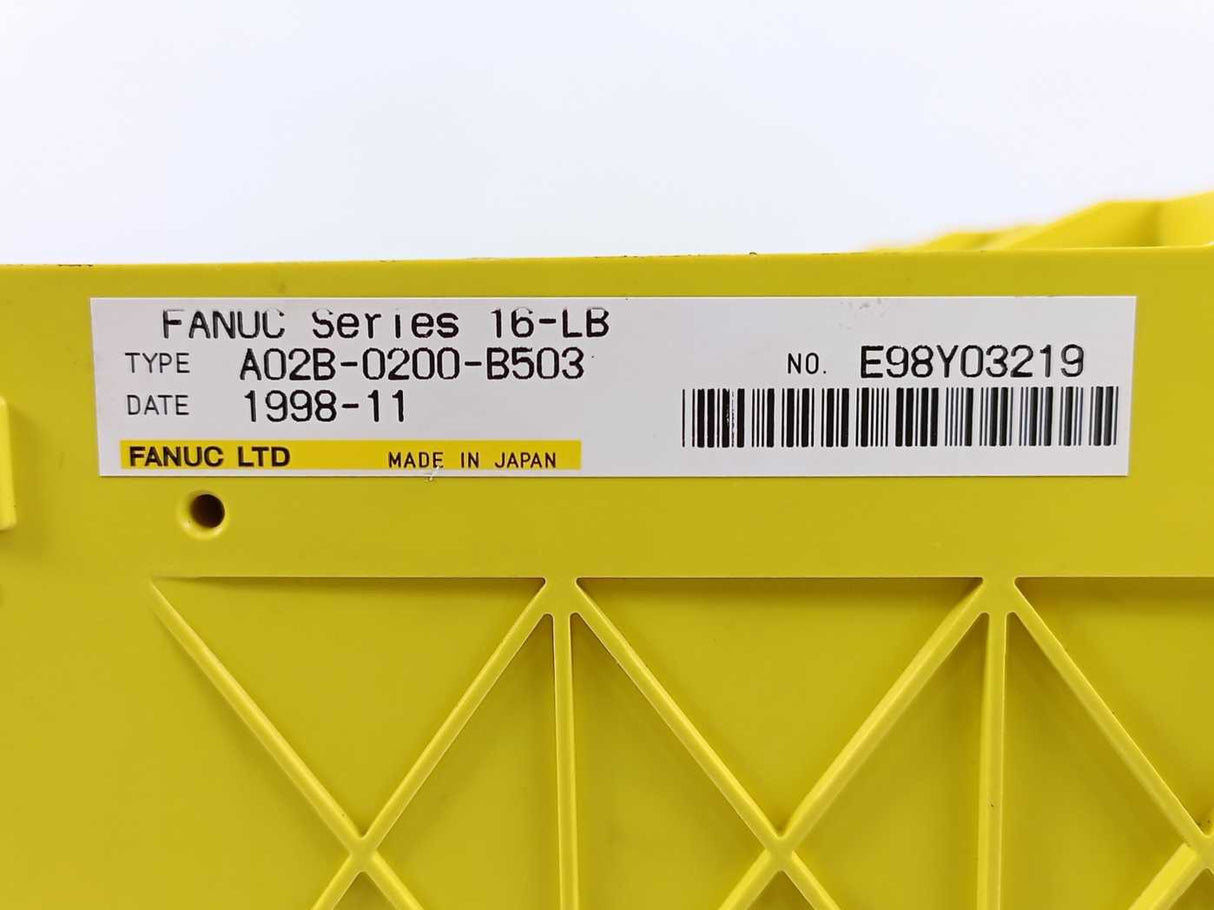 FANUC Series 16-LB
TYPE A02B-0200-B503 NO. E98Y03219
DATE 1998-11
FANUC LTD MADE IN JAPAN